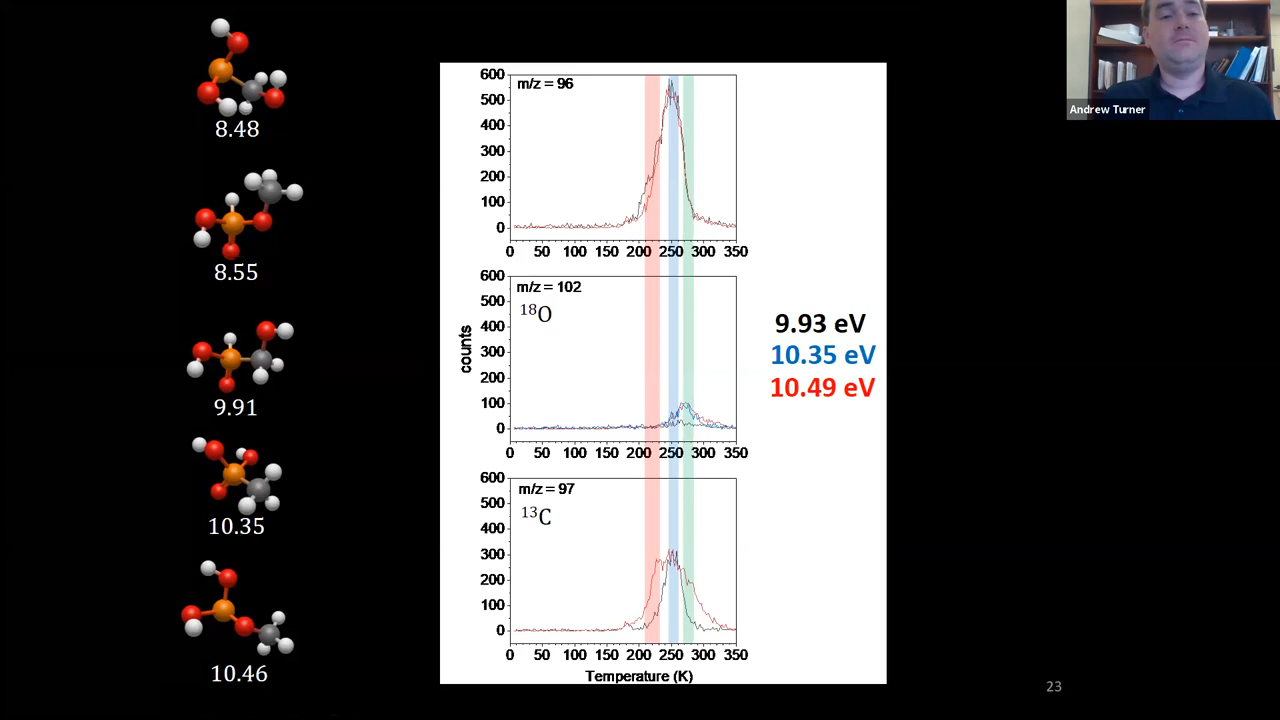 8.48
8.55
9.91
10.35
10.46
600
500
400
300
200
100
0
m/z = 96
0 50 100 150 200 250 300 350
600
500
400
300
200
100
0
m/z = 102
¹⁸O
0 50 100 150 200 250 300 350
counts
600
500
400
300
200
100
0
m/z = 97
¹³C
0 50 100 150 200 250 300 350
Temperature (K)
9.93 eV
10.35 eV
10.49 eV
Andrew Turner
23